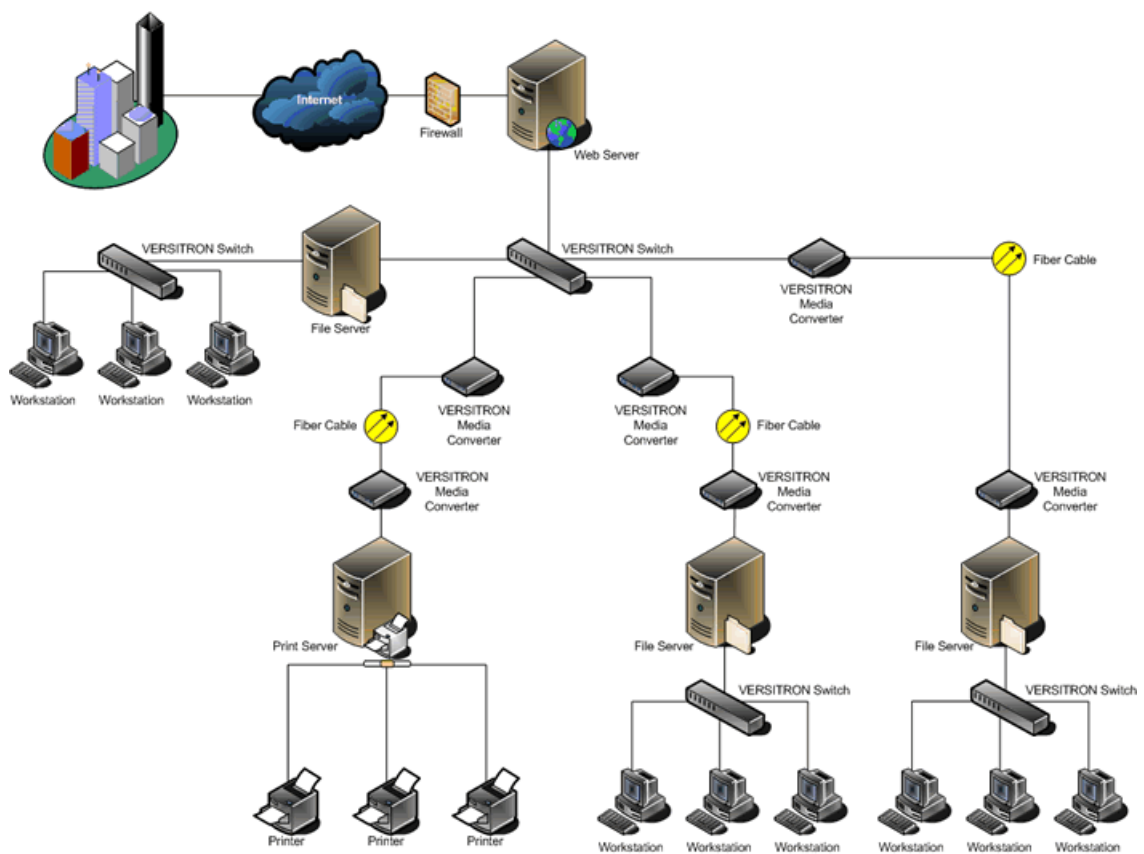 Internet
Firewall
Web Server
VERSITRON Switch
File Server
VERSITRON Switch
VERSITRON
Media
Converter
Fiber Cable
Workstation
Workstation
Workstation
Fiber Cable
VERSITRON
Media
Converter
VERSITRON
Media
Converter
Fiber Cable
VERSITRON
Media
Converter
VERSITRON
Media
Converter
VERSITRON
Media
Converter
Print Server
File Server
File Server
VERSITRON Switch
VERSITRON Switch
Printer
Printer
Printer
Workstation
Workstation
Workstation
Workstation
Workstation
Workstation